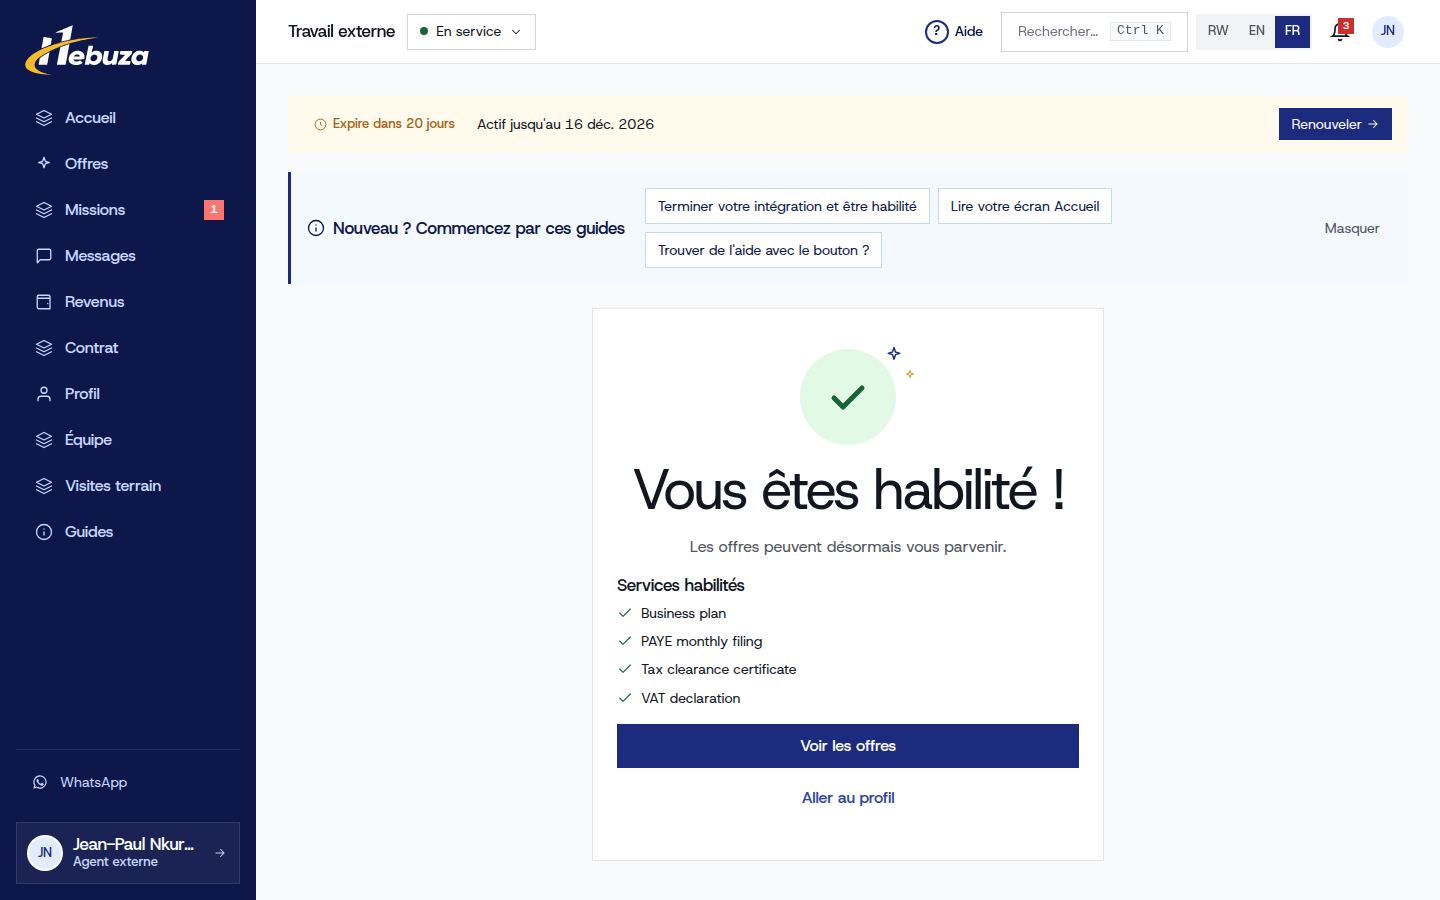 Hebuza
Accueil
Offres
Missions 1
Messages
Revenus
Contrat
Profil
Équipe
Visites terrain
Guides
WhatsApp
JN
Jean-Paul Nkur…
Agent externe
Travail externe
En service
? Aide
Rechercher… Ctrl K
RW EN FR
3
JN
Expire dans 20 jours
Actif jusqu'au 16 déc. 2026
Renouveler
Nouveau ? Commencez par ces guides
Terminer votre intégration et être habilité
Lire votre écran Accueil
Trouver de l'aide avec le bouton ?
Masquer
Vous êtes habilité !
Les offres peuvent désormais vous parvenir.
Services habilités
Business plan
PAYE monthly filing
Tax clearance certificate
VAT declaration
Voir les offres
Aller au profil